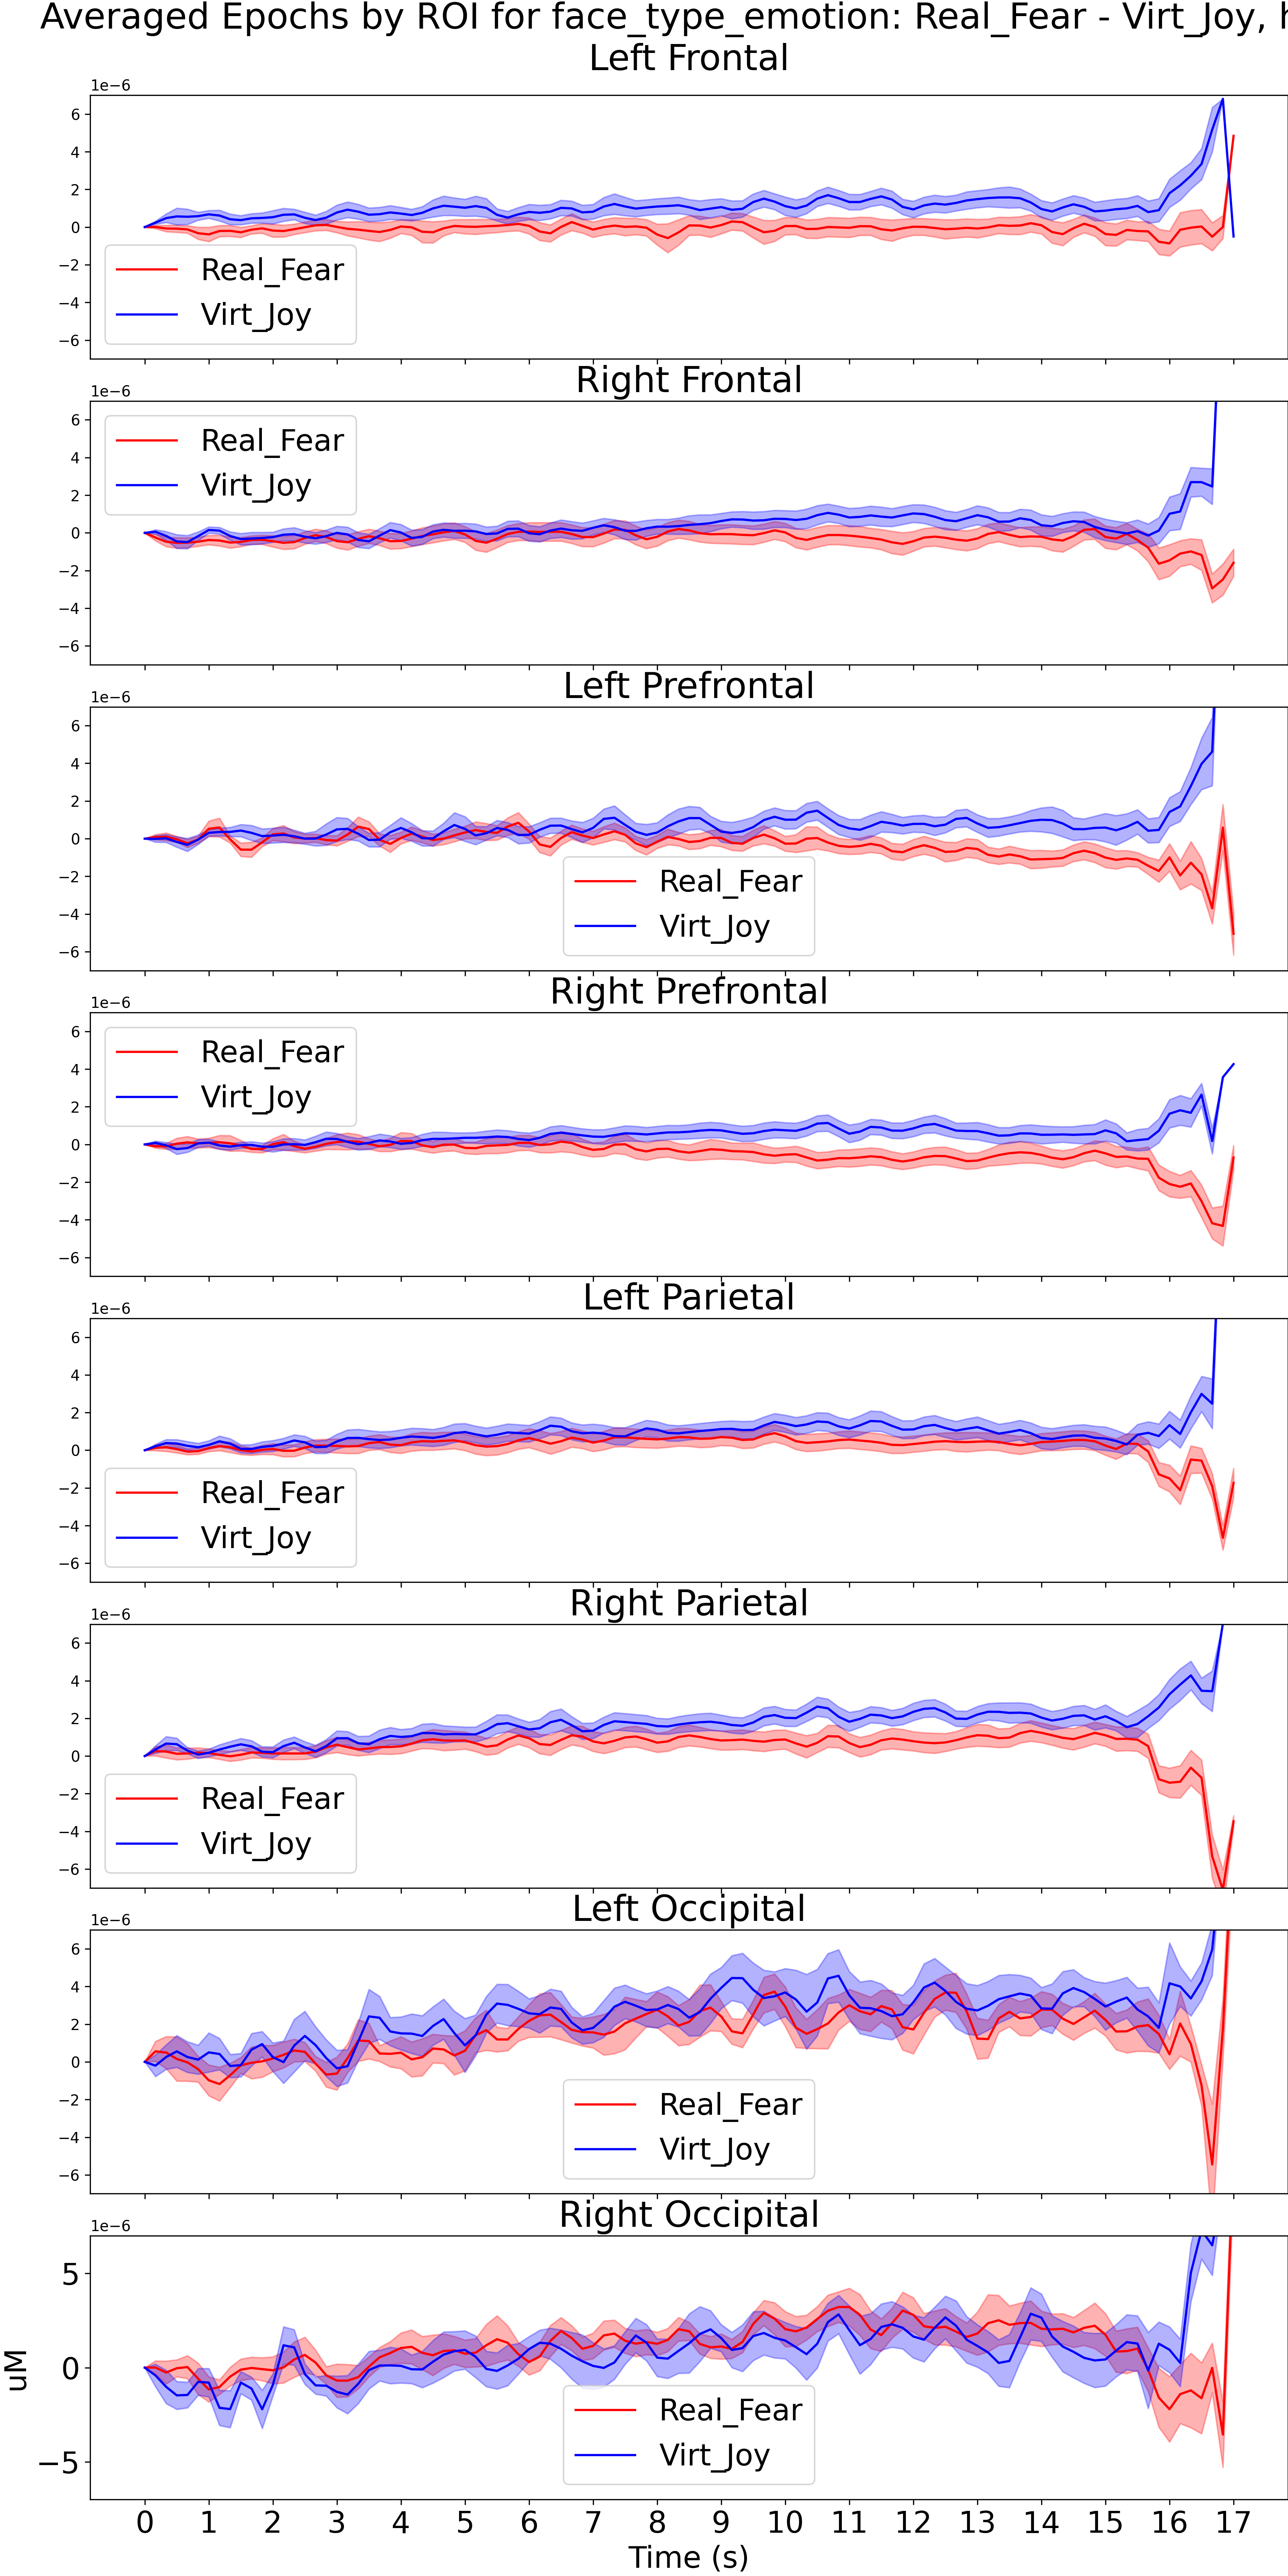 Averaged Epochs by ROI for face_type_emotion: Real_Fear - Virt_Joy,
Left Frontal
1e−6
6
4
2
0
−2
−4
−6
Real_Fear
Virt_Joy
Right Frontal
1e−6
6
4
2
0
−2
−4
−6
Real_Fear
Virt_Joy
Left Prefrontal
1e−6
6
4
2
0
−2
−4
−6
Real_Fear
Virt_Joy
Right Prefrontal
1e−6
6
4
2
0
−2
−4
−6
Real_Fear
Virt_Joy
Left Parietal
1e−6
6
4
2
0
−2
−4
−6
Real_Fear
Virt_Joy
Right Parietal
1e−6
6
4
2
0
−2
−4
−6
Real_Fear
Virt_Joy
Left Occipital
1e−6
6
4
2
0
−2
−4
−6
Real_Fear
Virt_Joy
Right Occipital
1e−6
5
0
−5
uM
Real_Fear
Virt_Joy
0 1 2 3 4 5 6 7 8 9 10 11 12 13 14 15 16 17
Time (s)